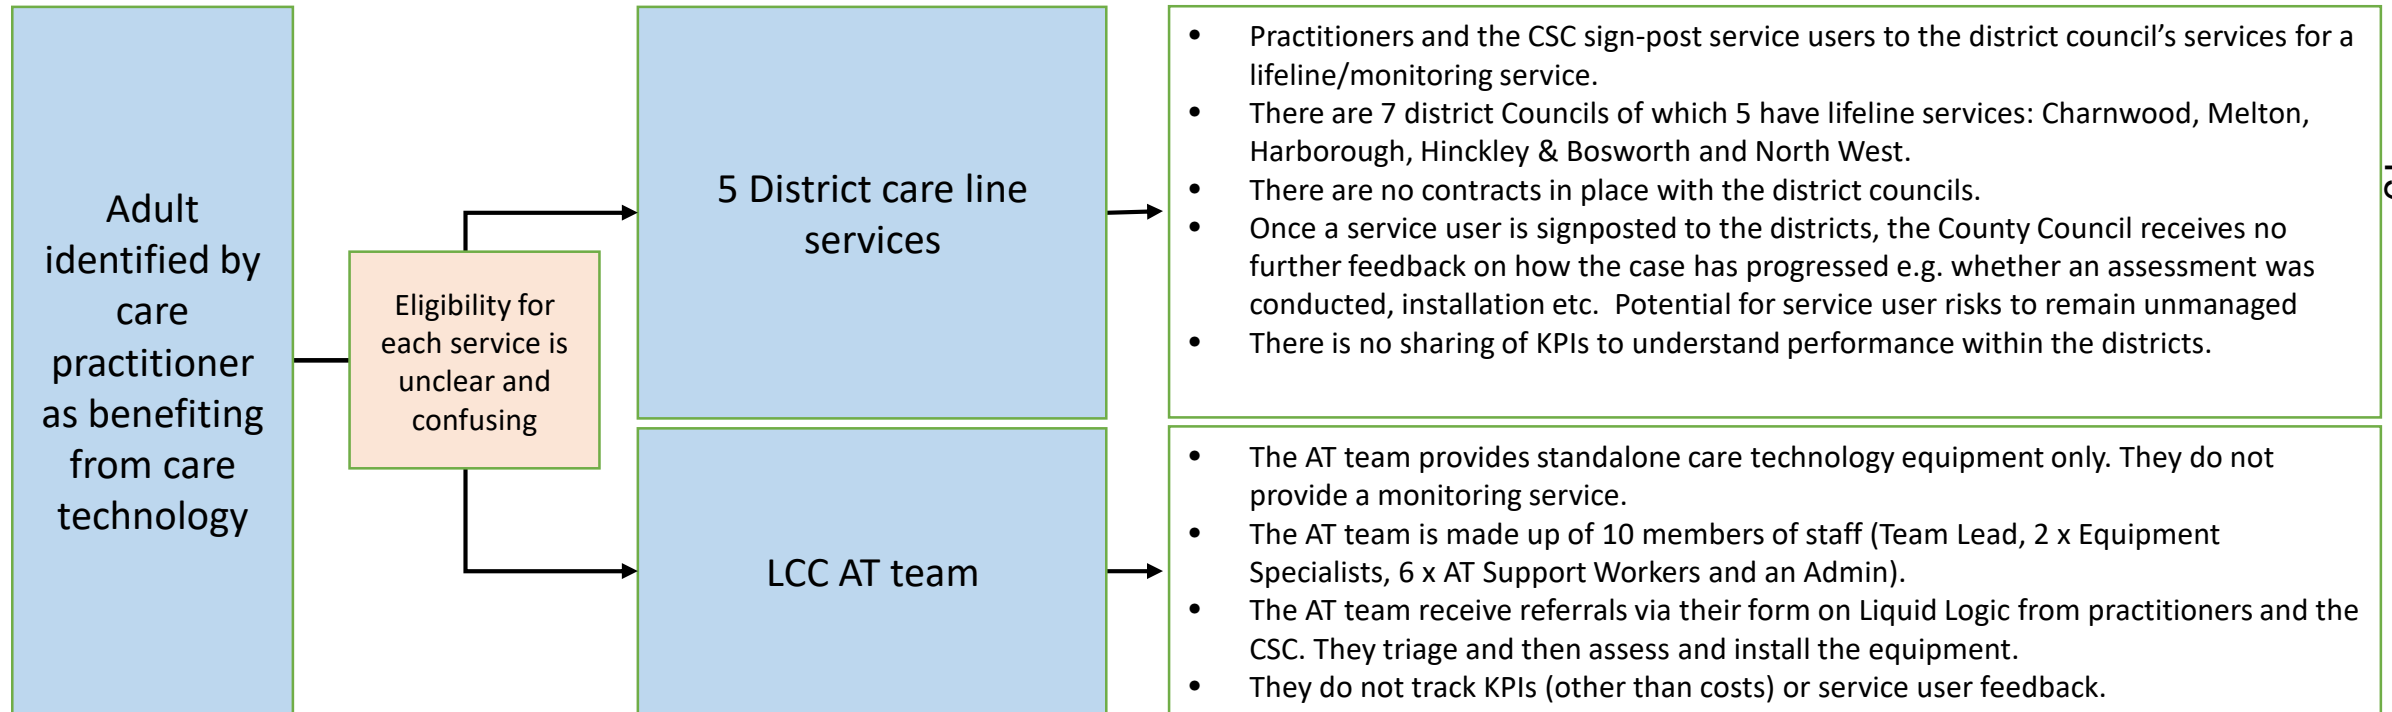 Adult
identified by
care
practitioner
as benefiting
from care
technology
Eligibility for
each service is
unclear and
confusing
5 District care line
services
• Practitioners and the CSC sign-post service users to the district council’s services for a
lifeline/monitoring service.
• There are 7 district Councils of which 5 have lifeline services: Charnwood, Melton,
Harborough, Hinckley & Bosworth and North West.
• There are no contracts in place with the district councils.
• Once a service user is signposted to the districts, the County Council receives no
further feedback on how the case has progressed e.g. whether an assessment was
conducted, installation etc.  Potential for service user risks to remain unmanaged
• There is no sharing of KPIs to understand performance within the districts.
LCC AT team
• The AT team provides standalone care technology equipment only. They do not
provide a monitoring service.
• The AT team is made up of 10 members of staff (Team Lead, 2 x Equipment
Specialists, 6 x AT Support Workers and an Admin).
• The AT team receive referrals via their form on Liquid Logic from practitioners and the
CSC. They triage and then assess and install the equipment.
• They do not track KPIs (other than costs) or service user feedback.